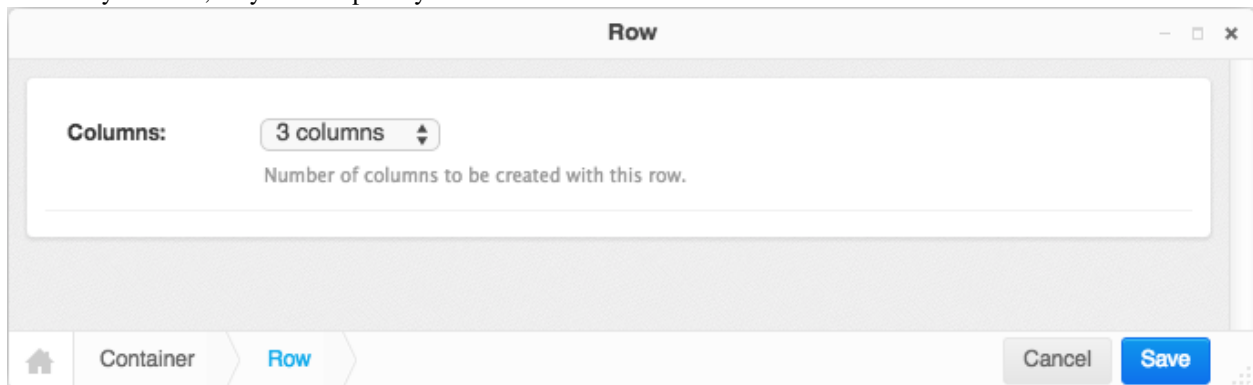 Row
Columns:
3 columns
Number of columns to be created with this row.
Container
Row
Cancel
Save